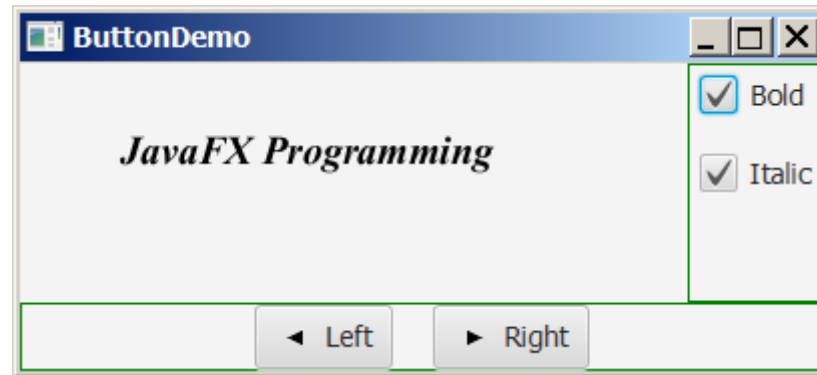 ButtonDemo
Bold
JavaFX Programming
Italic
Left Right